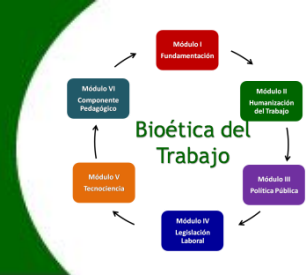 Módulo I
Fundamentación
Módulo II
Humanización
del Trabajo
Módulo III
Política Pública
Módulo IV
Legislación
Laboral
Módulo V
Tecnociencia
Módulo VI
Componente
Pedagógico
Bioética del
Trabajo